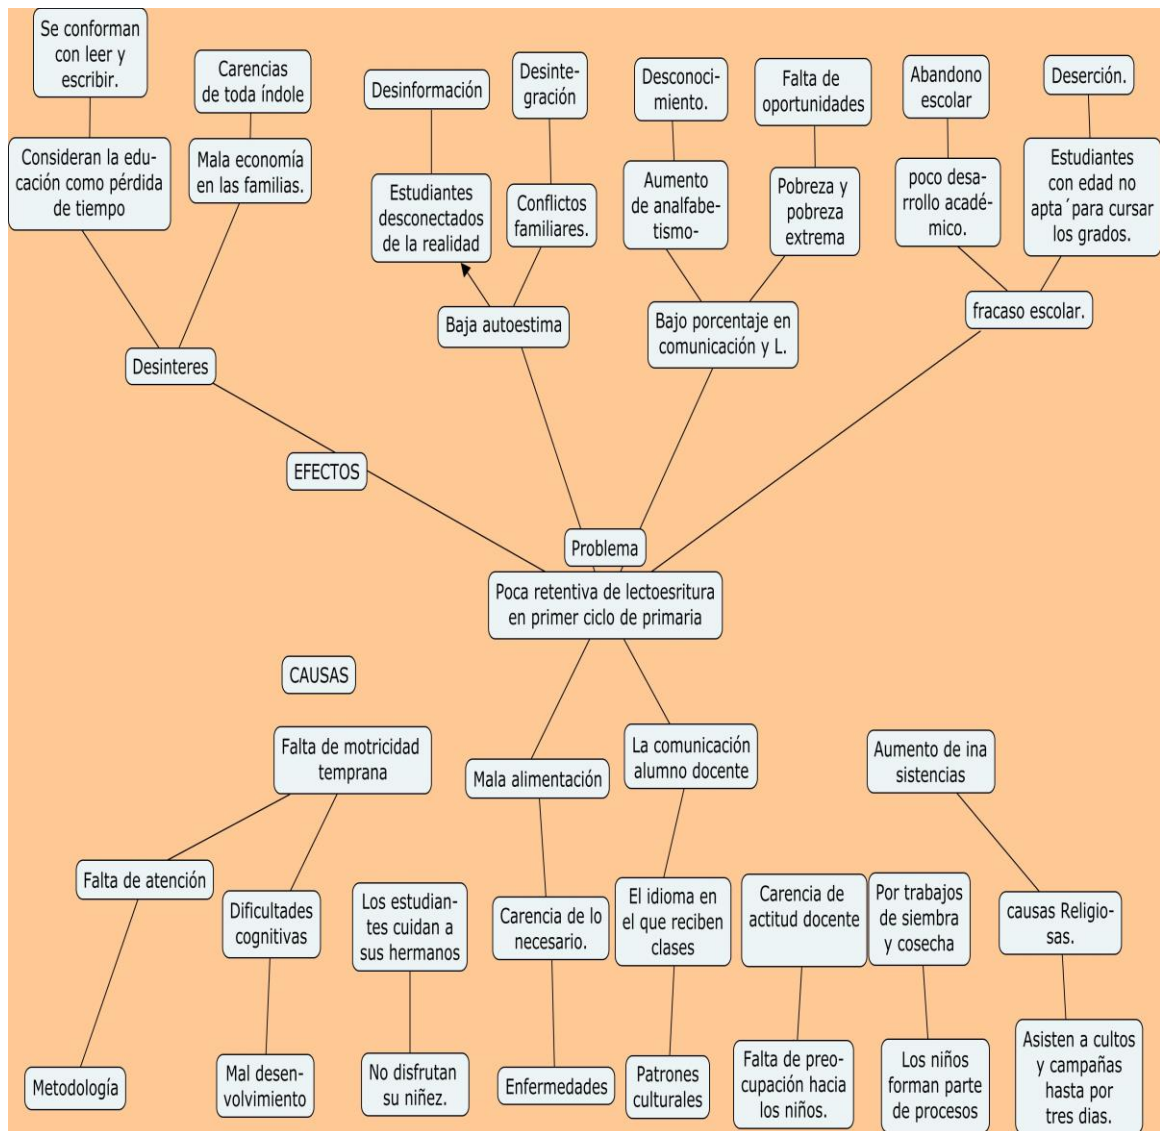 Se conforman
con leer y
escribir.
Carencias
de toda índole
Desinformación
Desinte-
gración
Desconoci-
miento.
Falta de
oportunidades
Abandono
escolar
Deserción.
Consideran la edu-
cación como pérdida
de tiempo
Mala economía
en las familias.
Estudiantes
desconectados
de la realidad
Conflictos
familiares.
Aumento
de analfabe-
tismo-
Pobreza y
pobreza
extrema
poco desa-
rrollo acadé-
mico.
Estudiantes
con edad no
apta´para cursar
los grados.
Desinteres
Baja autoestima
Bajo porcentaje en
comunicación y L.
fracaso escolar.
EFECTOS
Problema
Poca retentiva de lectoesritura
en primer ciclo de primaria
CAUSAS
Falta de motricidad
temprana
Mala alimentación
La comunicación
alumno docente
Aumento de ina
sistencias
Falta de atención
Dificultades
cognitivas
Los estudian-
tes cuidan a
sus hermanos
Carencia de lo
necesario.
El idioma en
el que reciben
clases
Carencia de
actitud docente
Por trabajos
de siembra
y cosecha
causas Religio-
sas.
Metodología
Mal desen-
volvimiento
No disfrutan
su niñez.
Enfermedades
Patrones
culturales
Falta de preo-
cupación hacia
los niños.
Los niños
forman parte
de procesos
Asisten a cultos
y campañas
hasta por
tres dias.